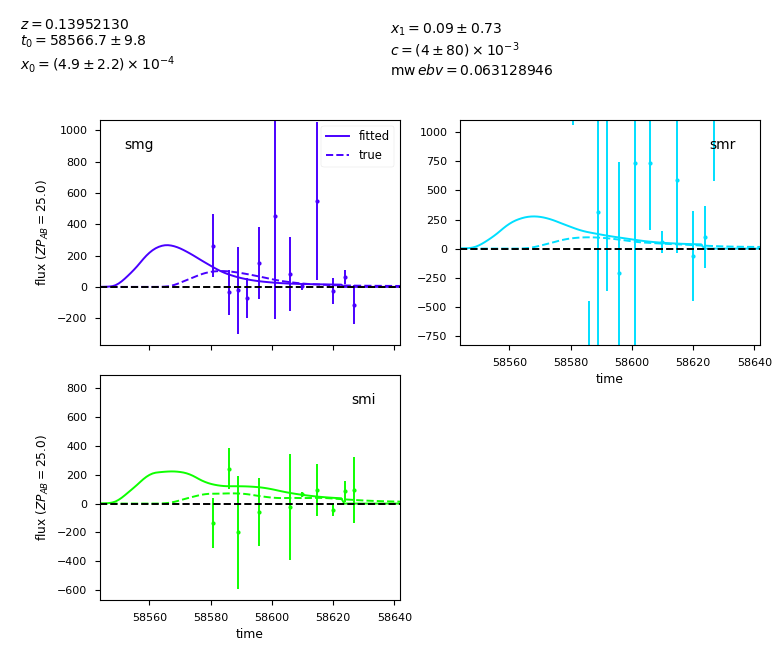 z = 0.13952130
t₀ = 58566.7 ± 9.8
x₀ = (4.9 ± 2.2) × 10⁻⁴
x₁ = 0.09 ± 0.73
c = (4 ± 80) × 10⁻³
mw ebv = 0.063128946
smg
fitted
true
1000
800
600
400
200
0
−200
flux (ZP_AB = 25.0)
smr
1000
750
500
250
0
−250
−500
−750
58560 58580 58600 58620 58640
time
smi
800
600
400
200
0
−200
−400
−600
flux (ZP_AB = 25.0)
58560 58580 58600 58620 58640
time